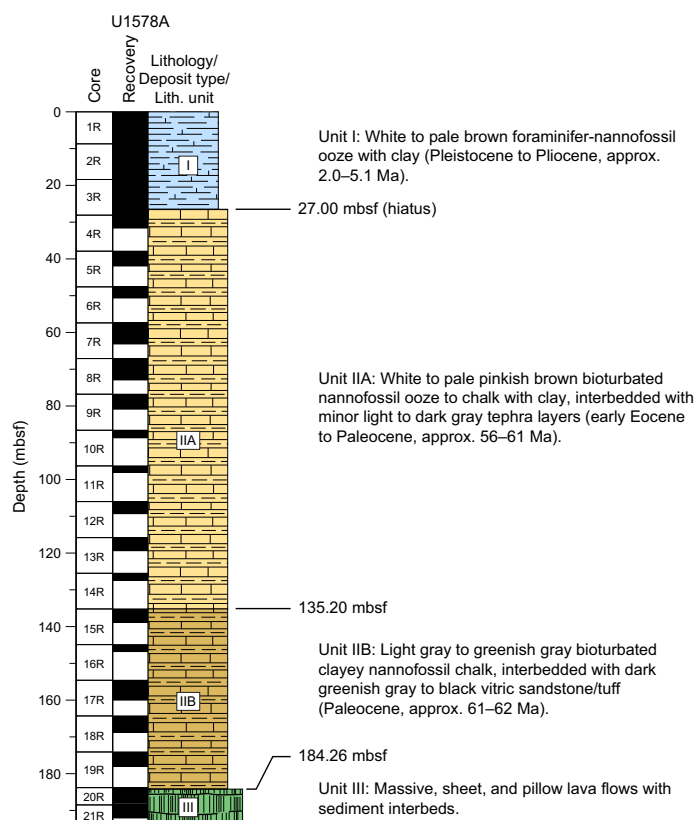 U1578A
Core
Recovery
Lithology/
Deposit type/
Lith. unit
Depth (mbsf)
0
20
40
60
80
100
120
140
160
180
1R
2R
3R
4R
5R
6R
7R
8R
9R
10R
11R
12R
13R
14R
15R
16R
17R
18R
19R
20R
21R
I
IIA
IIB
III
Unit I: White to pale brown foraminifer-nannofossil
ooze with clay (Pleistocene to Pliocene, approx.
2.0–5.1 Ma).
27.00 mbsf (hiatus)
Unit IIA: White to pale pinkish brown bioturbated
nannofossil ooze to chalk with clay, interbedded with
minor light to dark gray tephra layers (early Eocene
to Paleocene, approx. 56–61 Ma).
135.20 mbsf
Unit IIB: Light gray to greenish gray bioturbated
clayey nannofossil chalk, interbedded with dark
greenish gray to black vitric sandstone/tuff
(Paleocene, approx. 61–62 Ma).
184.26 mbsf
Unit III: Massive, sheet, and pillow lava flows with
sediment interbeds.